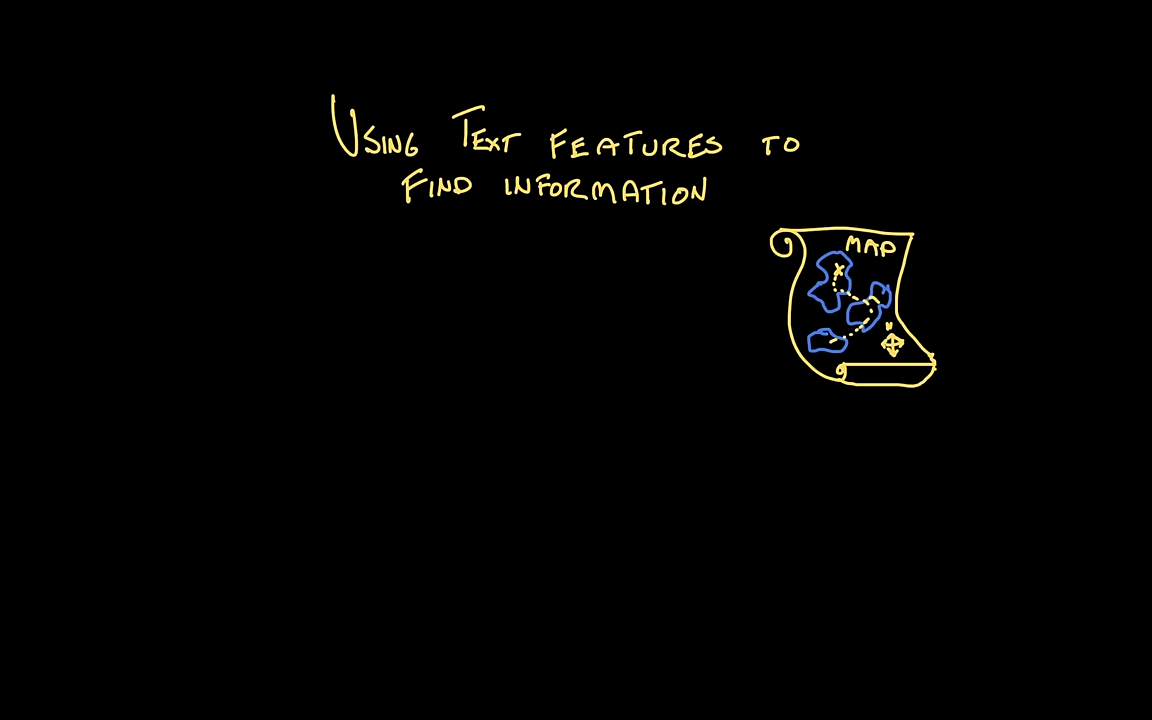 USING TEXT FEATURES TO
FIND INFORMATION
MAP
X